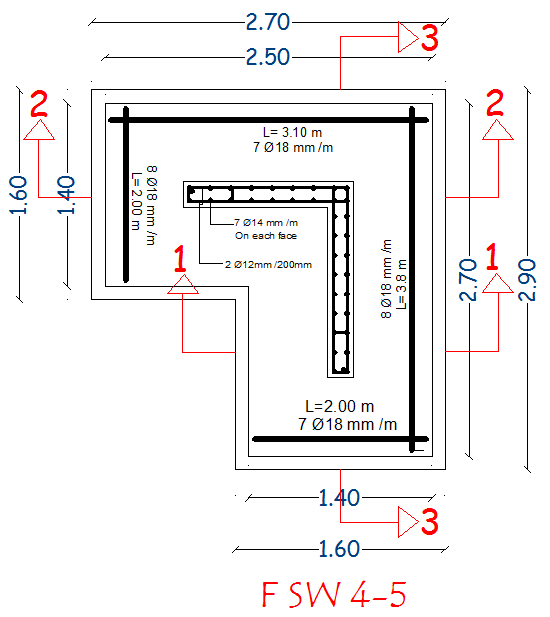 2.70
3
2.50
2
2
L= 3.10 m
7 Ø18 mm /m
8 Ø18 mm /m
L= 2.00 m
1.60
1.40
7 Ø14 mm /m
On each face
2 Ø12mm /200mm
1
1
8 Ø18 mm /m
L= 3.8 m
2.70
2.90
L=2.00 m
7 Ø18 mm /m
1.40
3
1.60
F SW 4-5